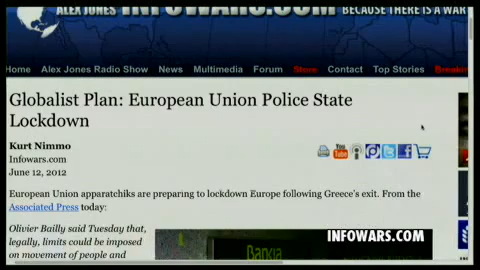 ALEX JONES INFOWARS.COM BECAUSE THERE IS A WAR
Home Alex Jones Radio Show News Multimedia Forum Store Contact Top Stories
Globalist Plan: European Union Police State
Lockdown
Kurt Nimmo
Infowars.com
June 12, 2012
You
Tube
European Union apparatchiks are preparing to lockdown Europe following Greece's exit. From the
Associated Press today:
Olivier Bailly said Tuesday that,
legally, limits could be imposed
on movement of people and
Bankia
INFOWARS.COM